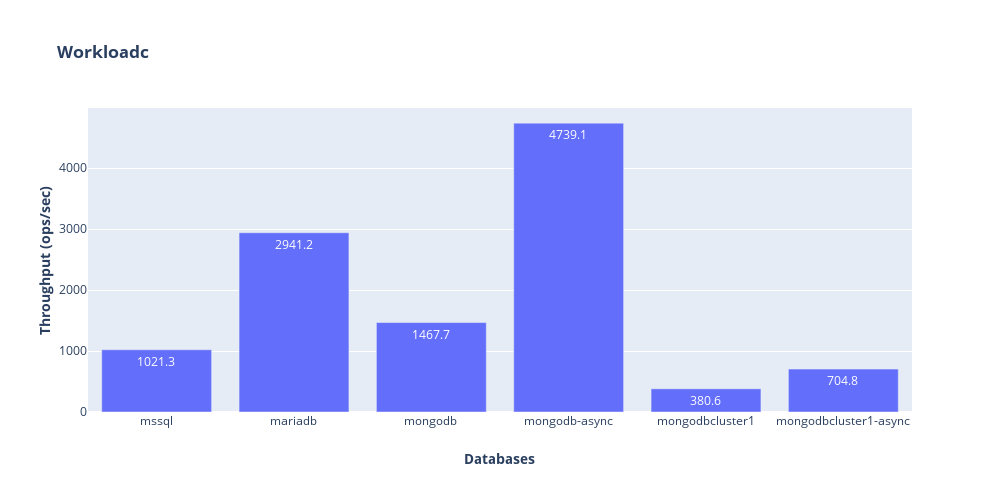 Workloadc
Throughput (ops/sec)
4000
3000
2000
1000
0
1021.3
2941.2
1467.7
4739.1
380.6
704.8
mssql
mariadb
mongodb
mongodb-async
mongodbcluster1
mongodbcluster1-async
Databases